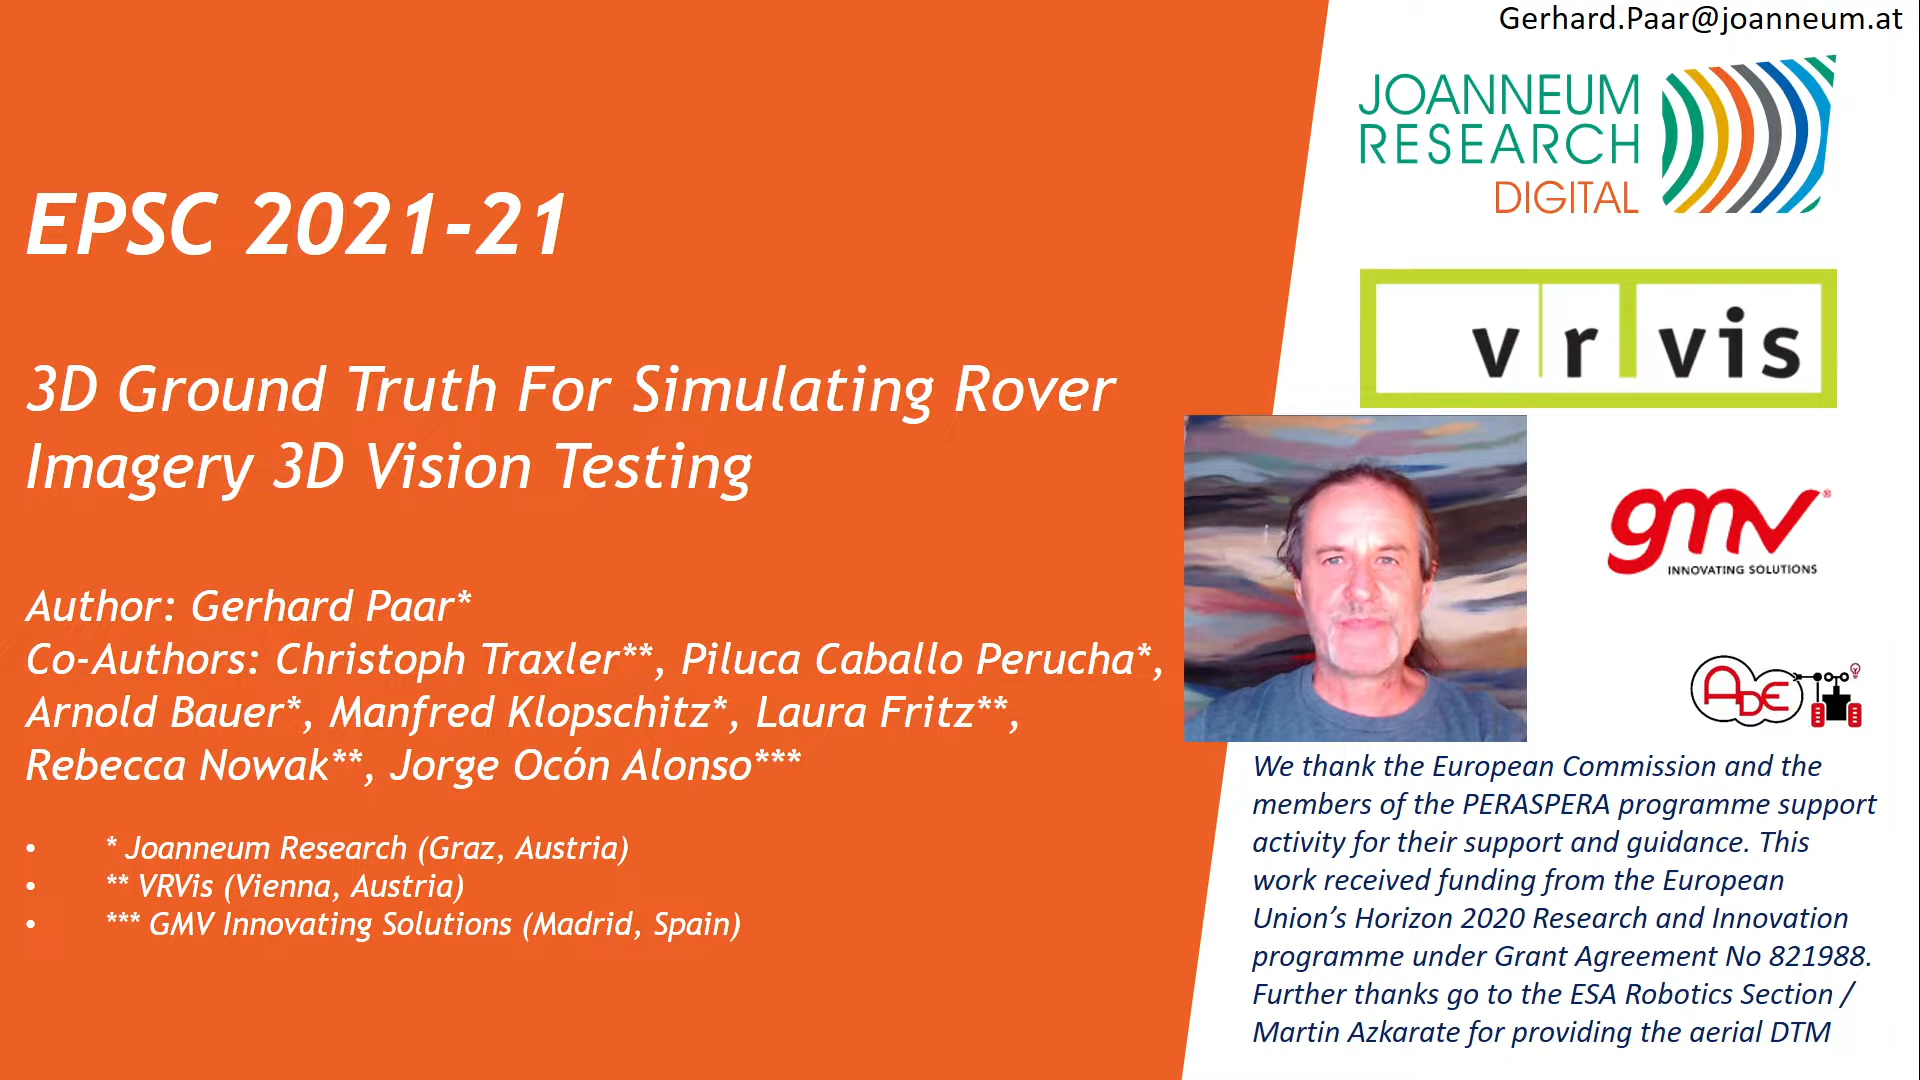 Gerhard.Paar@joanneum.at
JOANNEUM
RESEARCH
DIGITAL
EPSC 2021-21
vrvis
3D Ground Truth For Simulating Rover
Imagery 3D Vision Testing
gmv®
INNOVATING SOLUTIONS
Author: Gerhard Paar*
Co-Authors: Christoph Traxler**, Piluca Caballo Perucha*,
Arnold Bauer*, Manfred Klopschitz*, Laura Fritz**,
Rebecca Nowak**, Jorge Ocón Alonso***
ADE
• * Joanneum Research (Graz, Austria)
• ** VRVis (Vienna, Austria)
• *** GMV Innovating Solutions (Madrid, Spain)
We thank the European Commission and the
members of the PERASPERA programme support
activity for their support and guidance. This
work received funding from the European
Union’s Horizon 2020 Research and Innovation
programme under Grant Agreement No 821988.
Further thanks go to the ESA Robotics Section /
Martin Azkarate for providing the aerial DTM